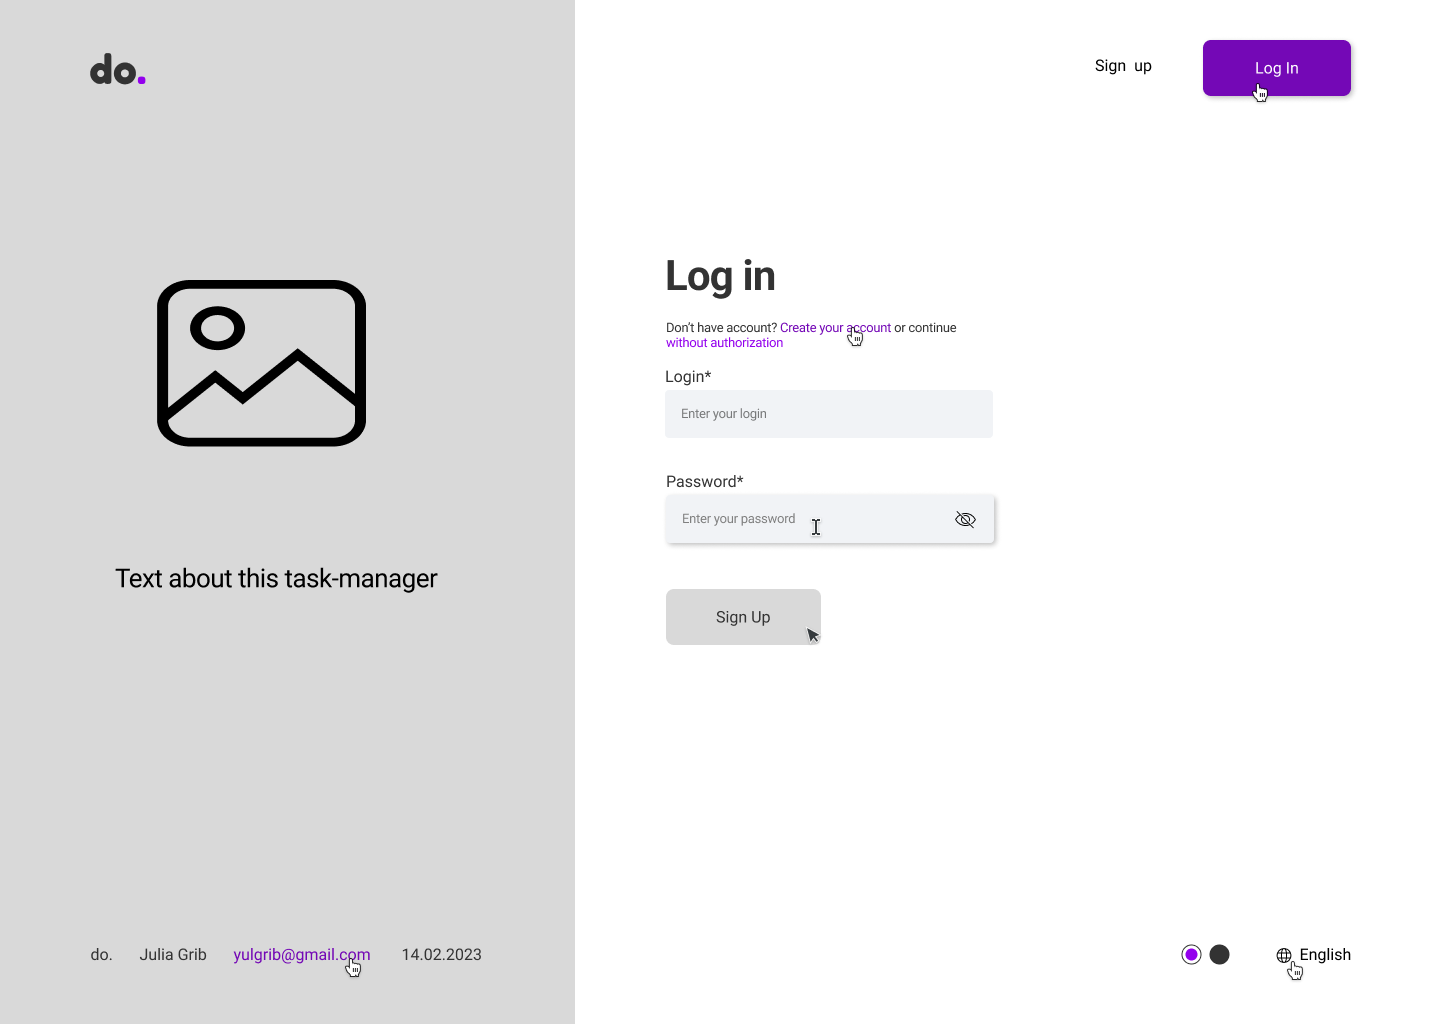 do.
Sign up
Log In
Log in
Don't have account? Create your account or continue
without authorization
Login*
Enter your login
Password*
Enter your password
Sign Up
Text about this task-manager
do.
Julia Grib
yulgrib@gmail.com
14.02.2023
English